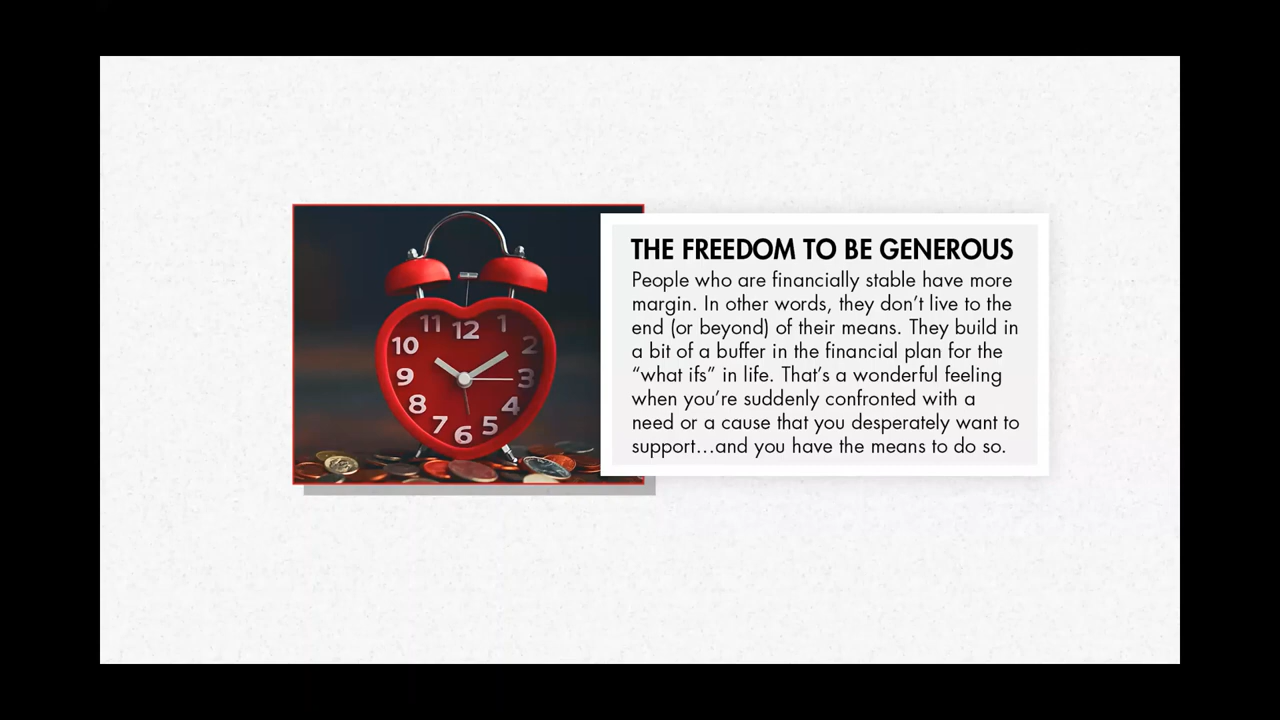 THE FREEDOM TO BE GENEROUS
People who are financially stable have more
margin. In other words, they don’t live to the
end (or beyond) of their means. They build in
a bit of a buffer in the financial plan for the
“what ifs” in life. That’s a wonderful feeling
when you’re suddenly confronted with a
need or a cause that you desperately want to
support…and you have the means to do so.
11 12 1
10 2
9 3
8 4
7 6 5